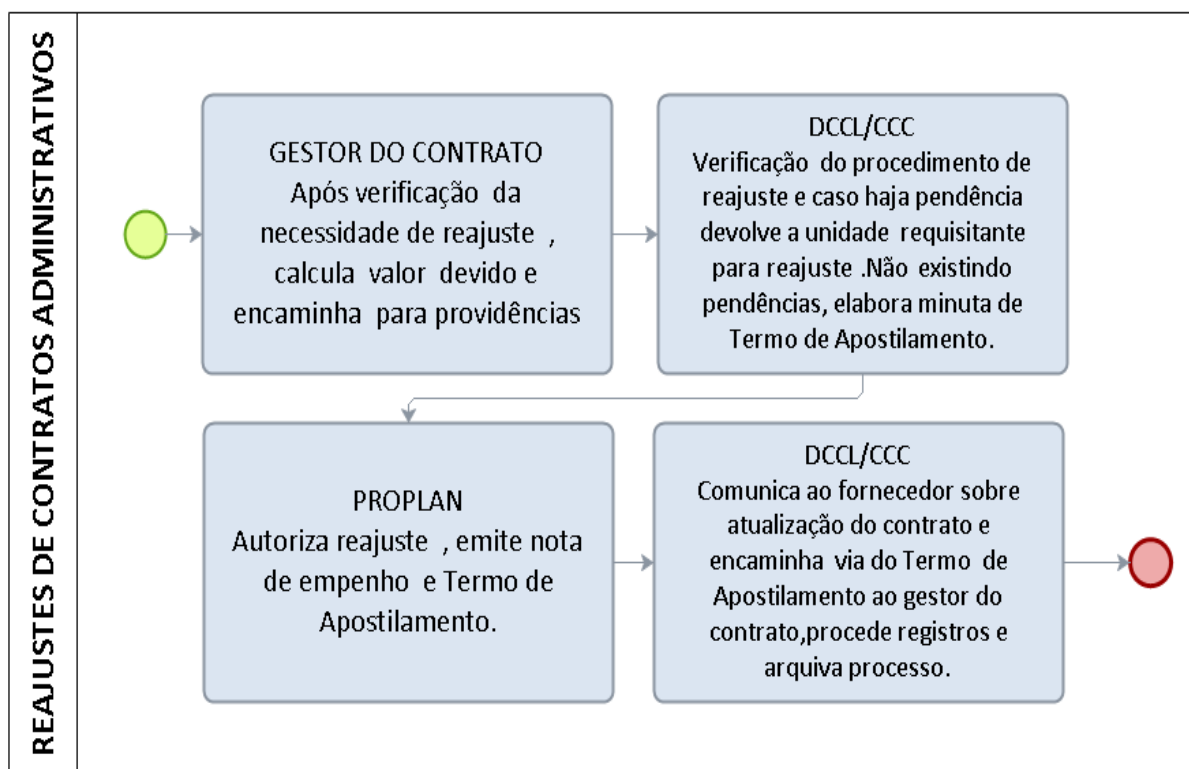 REAJUSTES DE CONTRATOS ADMINISTRATIVOS
GESTOR DO CONTRATO
Após verificação da
necessidade de reajuste ,
calcula valor devido e
encaminha para providências
DCCL/CCC
Verificação do procedimento de
reajuste e caso haja pendência
devolve a unidade requisitante
para reajuste .Não existindo
pendências, elabora minuta de
Termo de Apostilamento.
PROPLAN
Autoriza reajuste , emite nota
de empenho e Termo de
Apostilamento.
DCCL/CCC
Comunica ao fornecedor sobre
atualização do contrato e
encaminha via do Termo de
Apostilamento ao gestor do
contrato,procede registros e
arquiva processo.